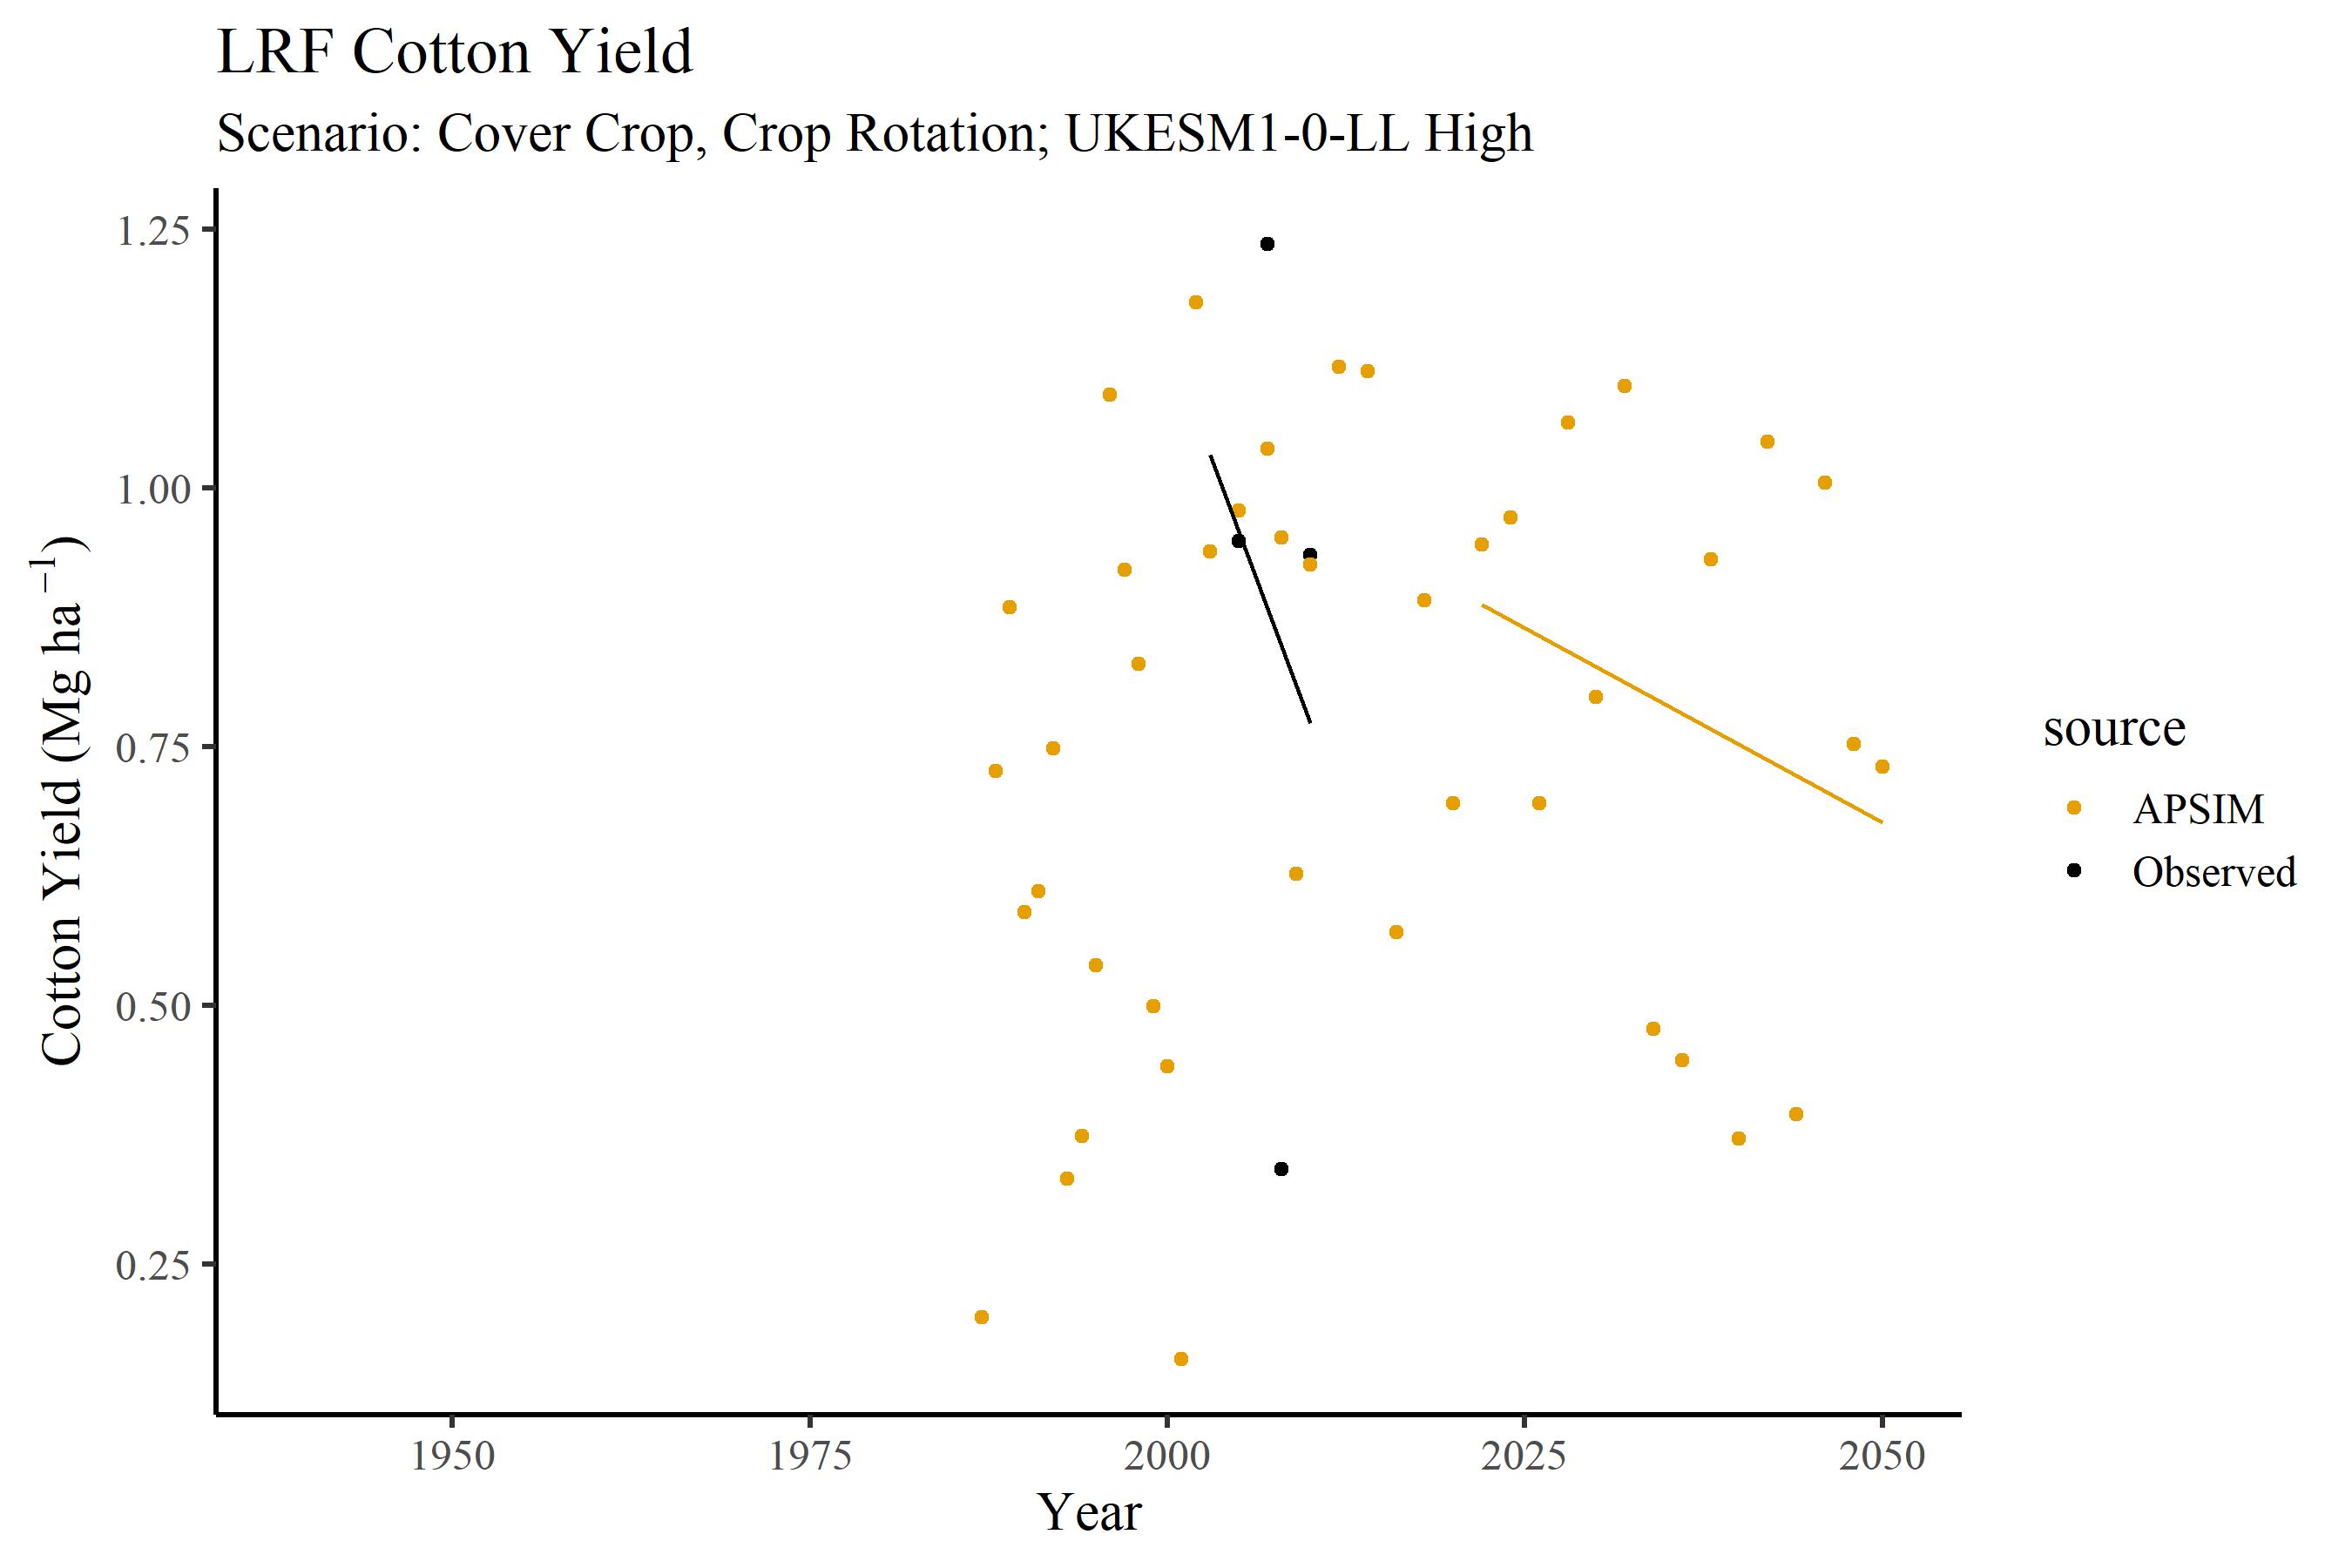 LRF Cotton Yield
Scenario: Cover Crop, Crop Rotation; UKESM1-0-LL High
Cotton Yield (Mg ha⁻¹)
1.25
1.00
0.75
0.50
0.25
1950 1975 2000 2025 2050
Year
source
APSIM
Observed